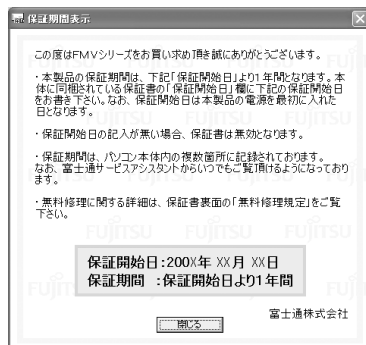 保証期間表示
この度はFMVシリーズをお買い求め頂き誠にありがとうございます。
・本製品の保証期間は、下記「保証開始日」より1年間となります。本
体に同梱されている保証書の「保証開始日」欄に下記の保証開始日
をお書き下さい。なお、保証開始日は本製品の電源を最初に入れた
日となります。
・保証開始日の記入が無い場合、保証書は無効となります。
・保証期間は、パソコン本体内の複数箇所に記録されております。
なお、富士通サービスアシスタントからいつでもご覧頂けるようになっており
ます。
・無料修理に関する詳細は、保証書裏面の「無料修理規定」をご覧
下さい。
FUJITSU FUJITSU FUJITSU
保証開始日:200X年 XX月 XX日
保証期間 :保証開始日より1年間
富士通株式会社
閉じる